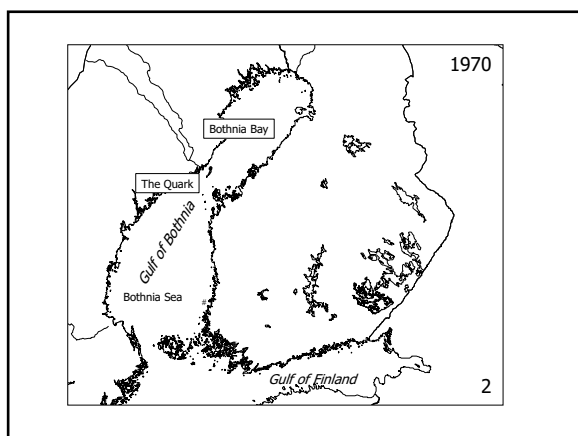 1970
Bothnia Bay
The Quark
Gulf of Bothnia
Bothnia Sea
#
Gulf of Finland
2